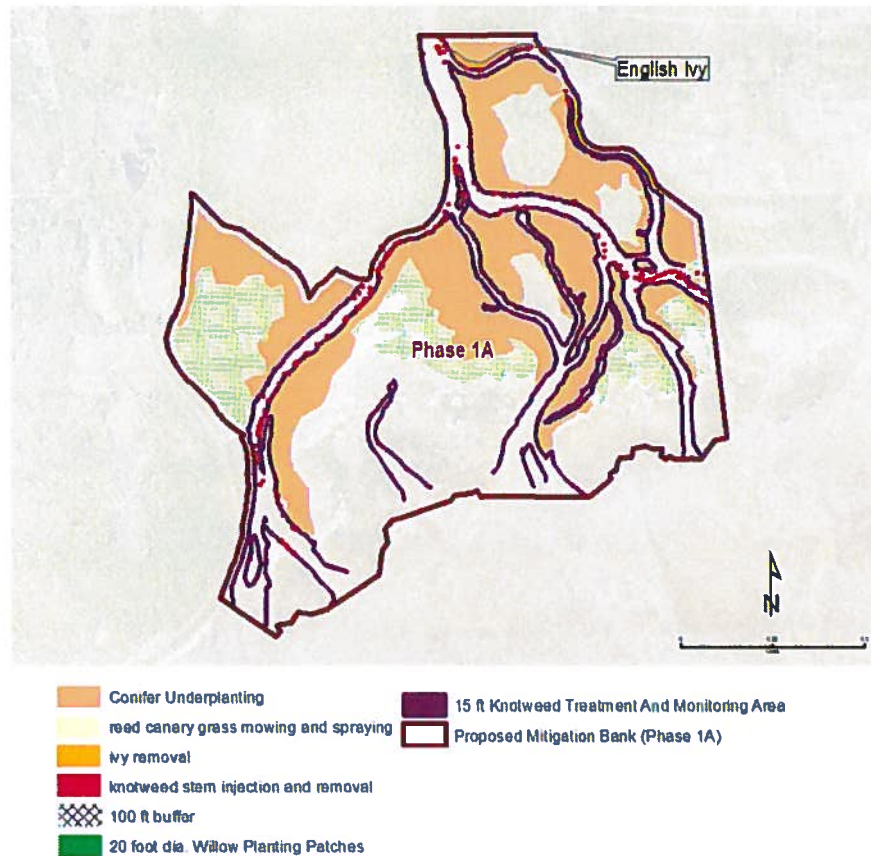 English Ivy
Phase 1A
N
Conifer Underplanting
reed canary grass mowing and spraying
ivy removal
knotweed stem injection and removal
100 ft buffer
20 foot dia. Willow Planting Patches
15 ft Knotweed Treatment And Monitoring Area
Proposed Mitigation Bank (Phase 1A)